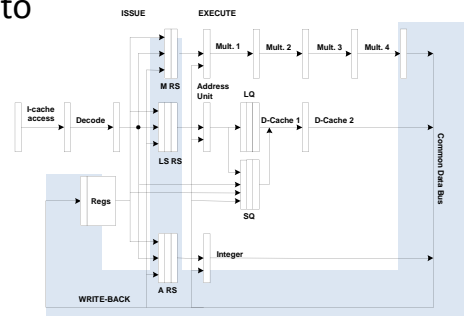 to
ISSUE EXECUTE
Mult. 1 Mult. 2 Mult. 3 Mult. 4
M RS
Address
Unit
LQ
I-cache
access
Decode
D-Cache 1 D-Cache 2
LS RS
Common Data Bus
Regs
SQ
Integer
A RS
WRITE-BACK